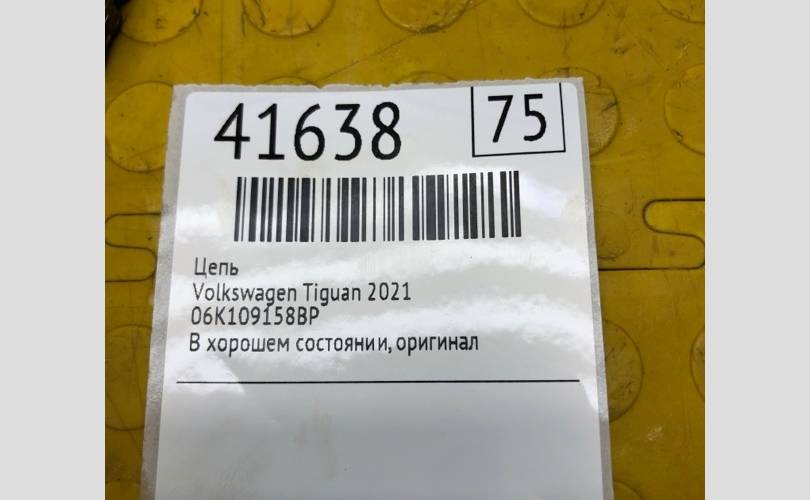 41638
75
Цепь
Volkswagen Tiguan 2021
06K109158BP
В хорошем состоянии, оригинал